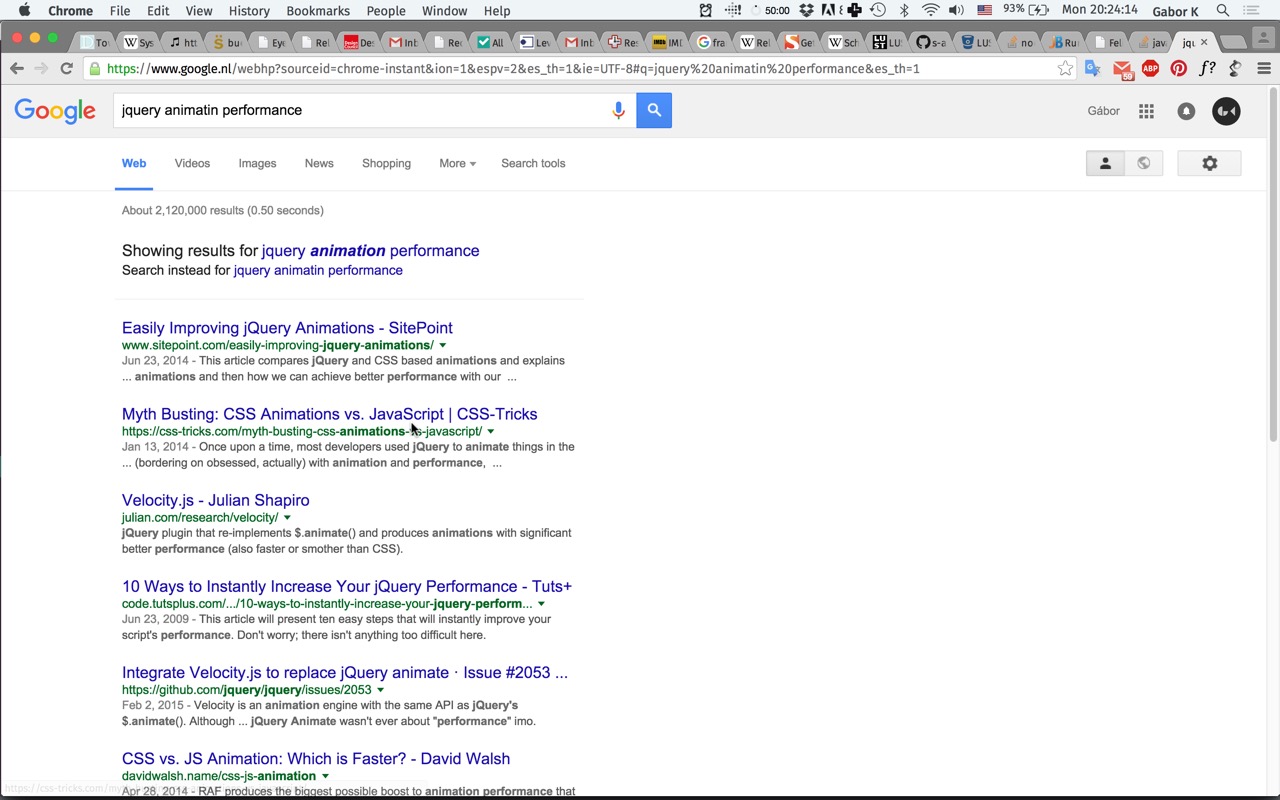 Chrome File Edit View History Bookmarks People Window Help 50:00 93% Mon 20:24:14 Gabor K
To Sys htt bu Eye Rel Des Inb Rec All Le Inb Res IMD fra Rel Ge Sch LU s-a LUS no Ru Fel jav jqu
https://www.google.nl/webhp?sourceid=chrome-instant&ion=1&espv=2&es_th=1&ie=UTF-8#q=jquery%20animatin%20performance&es_th=1 59 ABP f?
Google jquery animatin performance Gábor
Web Videos Images News Shopping More Search tools
About 2,120,000 results (0.50 seconds)
Showing results for jquery animation performance
Search instead for jquery animatin performance
Easily Improving jQuery Animations - SitePoint
www.sitepoint.com/easily-improving-jquery-animations/
Jun 23, 2014 - This article compares jQuery and CSS based animations and explains
... animations and then how we can achieve better performance with our ...
Myth Busting: CSS Animations vs. JavaScript | CSS-Tricks
https://css-tricks.com/myth-busting-css-animations-vs-javascript/
Jan 13, 2014 - Once upon a time, most developers used jQuery to animate things in the
... (bordering on obsessed, actually) with animation and performance, ...
Velocity.js - Julian Shapiro
julian.com/research/velocity/
jQuery plugin that re-implements $.animate() and produces animations with significant
better performance (also faster or smother than CSS).
10 Ways to Instantly Increase Your jQuery Performance - Tuts+
code.tutsplus.com/.../10-ways-to-instantly-increase-your-jquery-perform...
Jun 23, 2009 - This article will present ten easy steps that will instantly improve your
script's performance. Don't worry; there isn't anything too difficult here.
Integrate Velocity.js to replace jQuery animate · Issue #2053 ...
https://github.com/jquery/jquery/issues/2053
Feb 2, 2015 - Velocity is an animation engine with the same API as jQuery's
$.animate(). Although ... jQuery Animate wasn't ever about "performance" imo.
CSS vs. JS Animation: Which is Faster? - David Walsh
davidwalsh.name/css-js-animation
Apr 28, 2014 - RAF produces the biggest possible boost to animation performance that